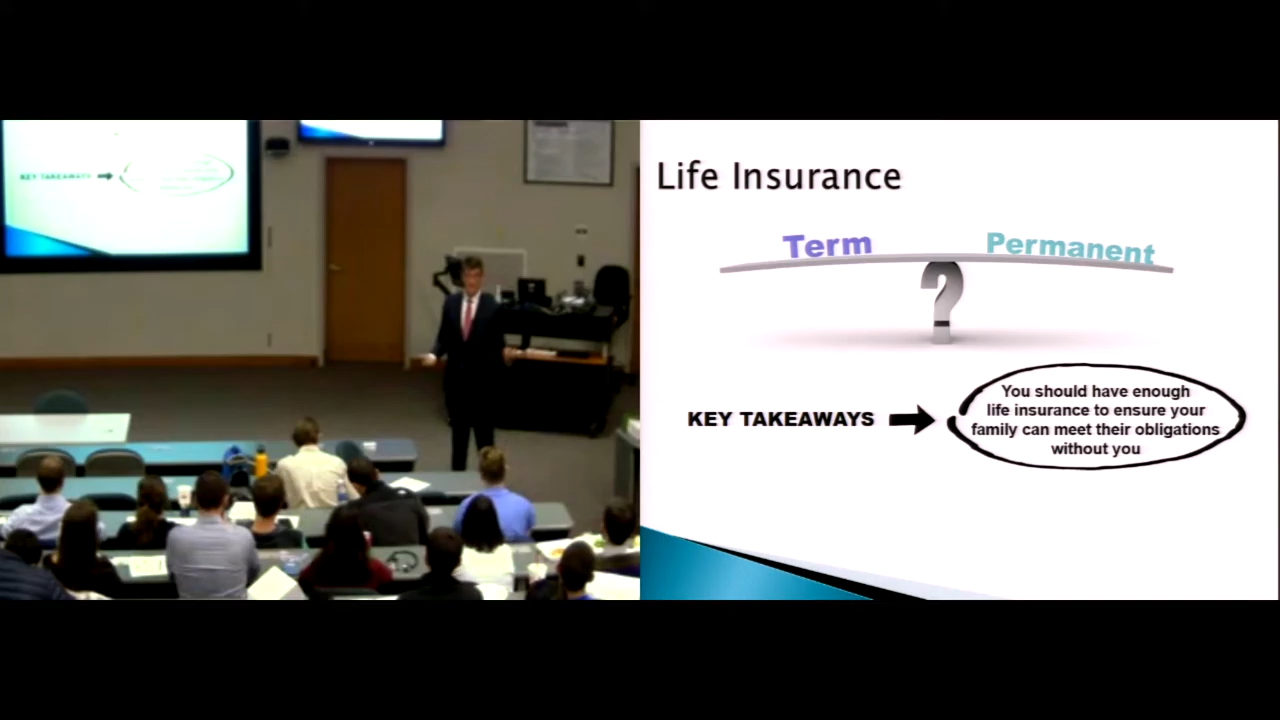 KEY TAKEAWAYS
Life Insurance
Term
Permanent
?
KEY TAKEAWAYS
You should have enough
life insurance to ensure your
family can meet their obligations
without you